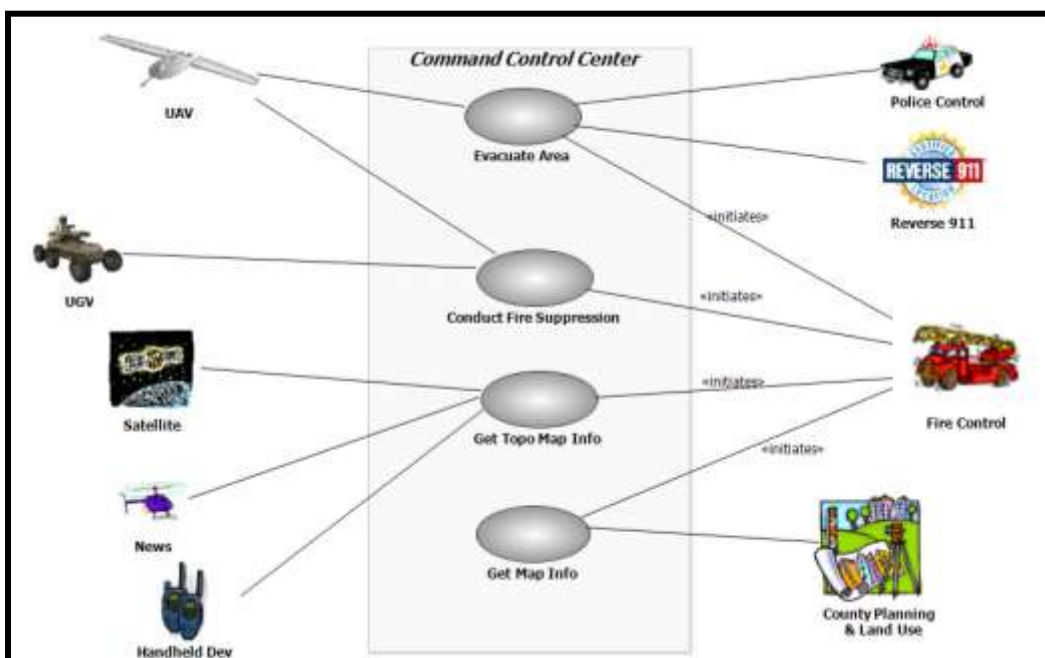 Command Control Center
UAV
Evacuate Area
Police Control
REVERSE 911
Reverse 911
«initiates»
UGV
Conduct Fire Suppression
«initiates»
Satellite
Get Topo Map Info
«initiates»
Fire Control
News
Get Map Info
«initiates»
County Planning
& Land Use
Handheld Dev